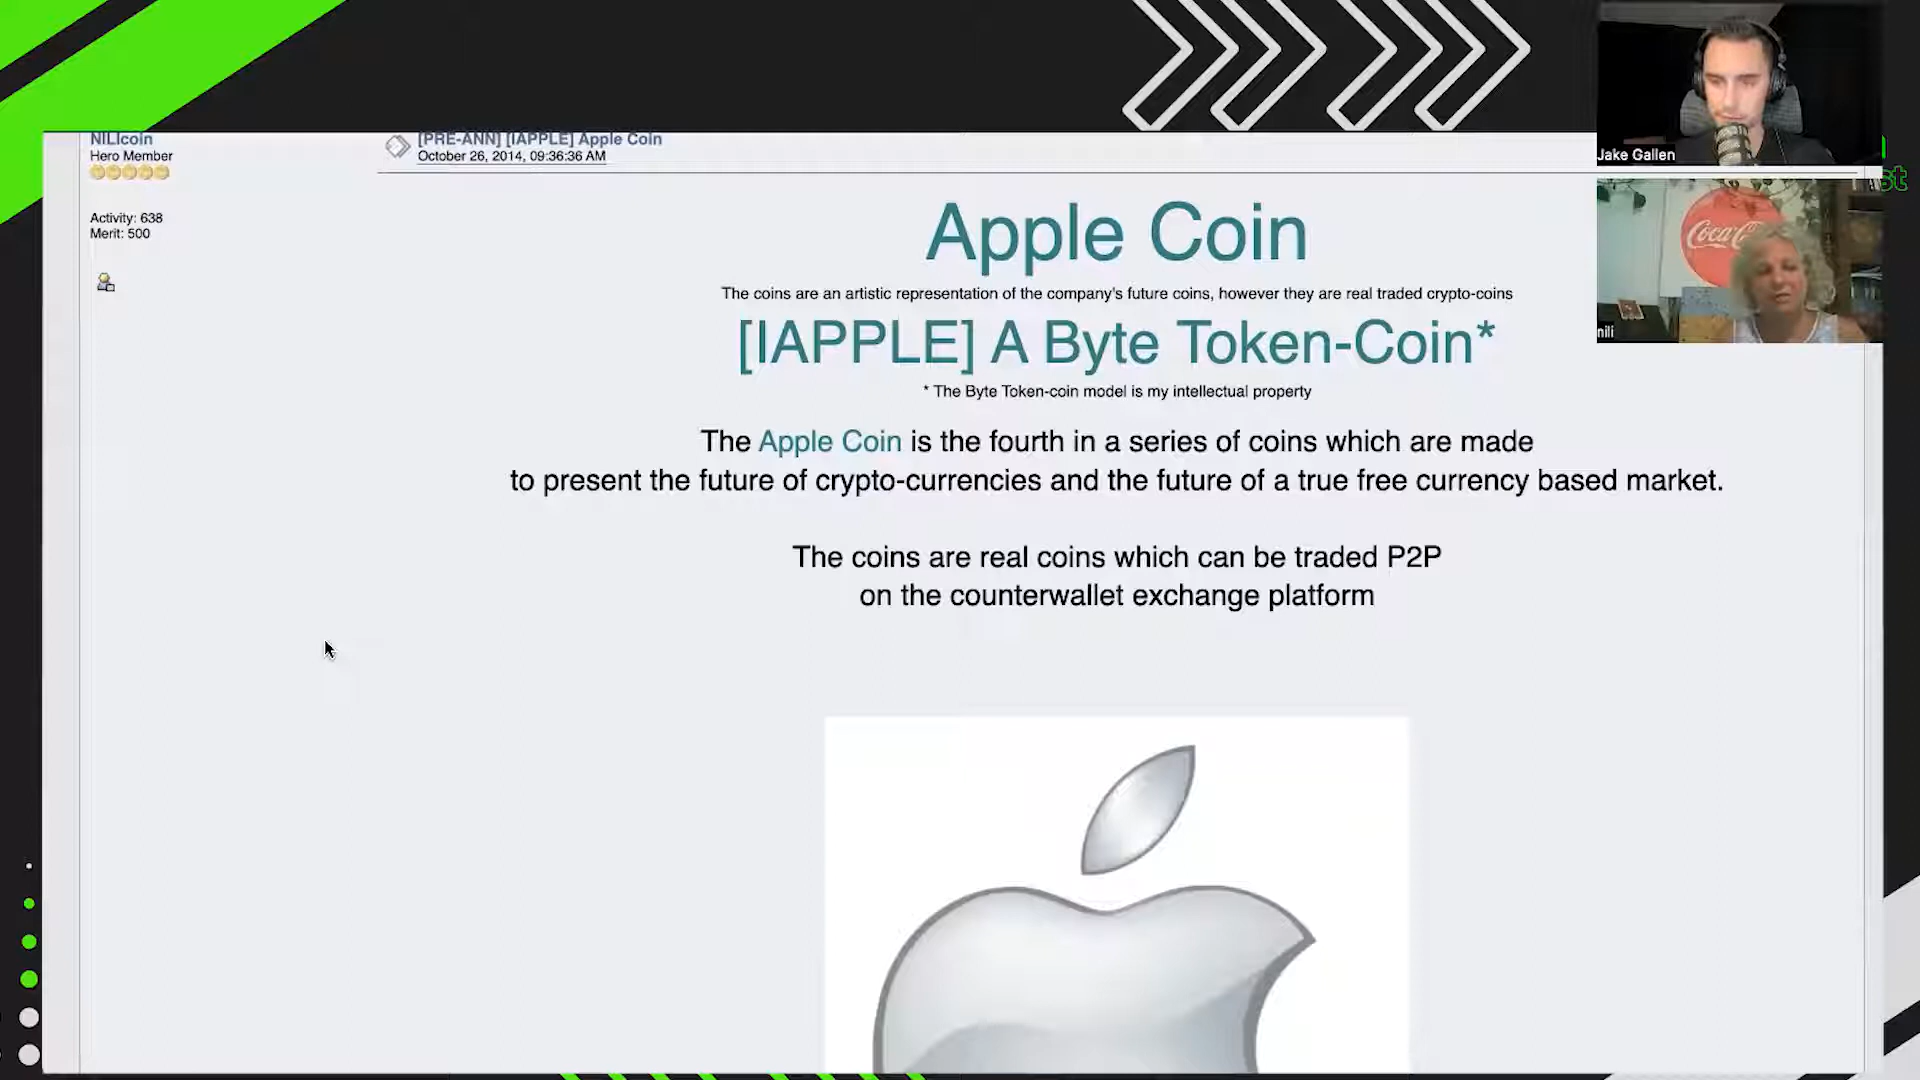 NILIcoin
Hero Member
Activity: 638
Merit: 500
[PRE-ANN] [IAPPLE] Apple Coin
October 26, 2014, 09:36:36 AM
Apple Coin
The coins are an artistic representation of the company's future coins, however they are real traded crypto-coins
[IAPPLE] A Byte Token-Coin*
* The Byte Token-coin model is my intellectual property
The Apple Coin is the fourth in a series of coins which are made
to present the future of crypto-currencies and the future of a true free currency based market.
The coins are real coins which can be traded P2P
on the counterwallet exchange platform
Jake Gallen
st
Coca-C
nili